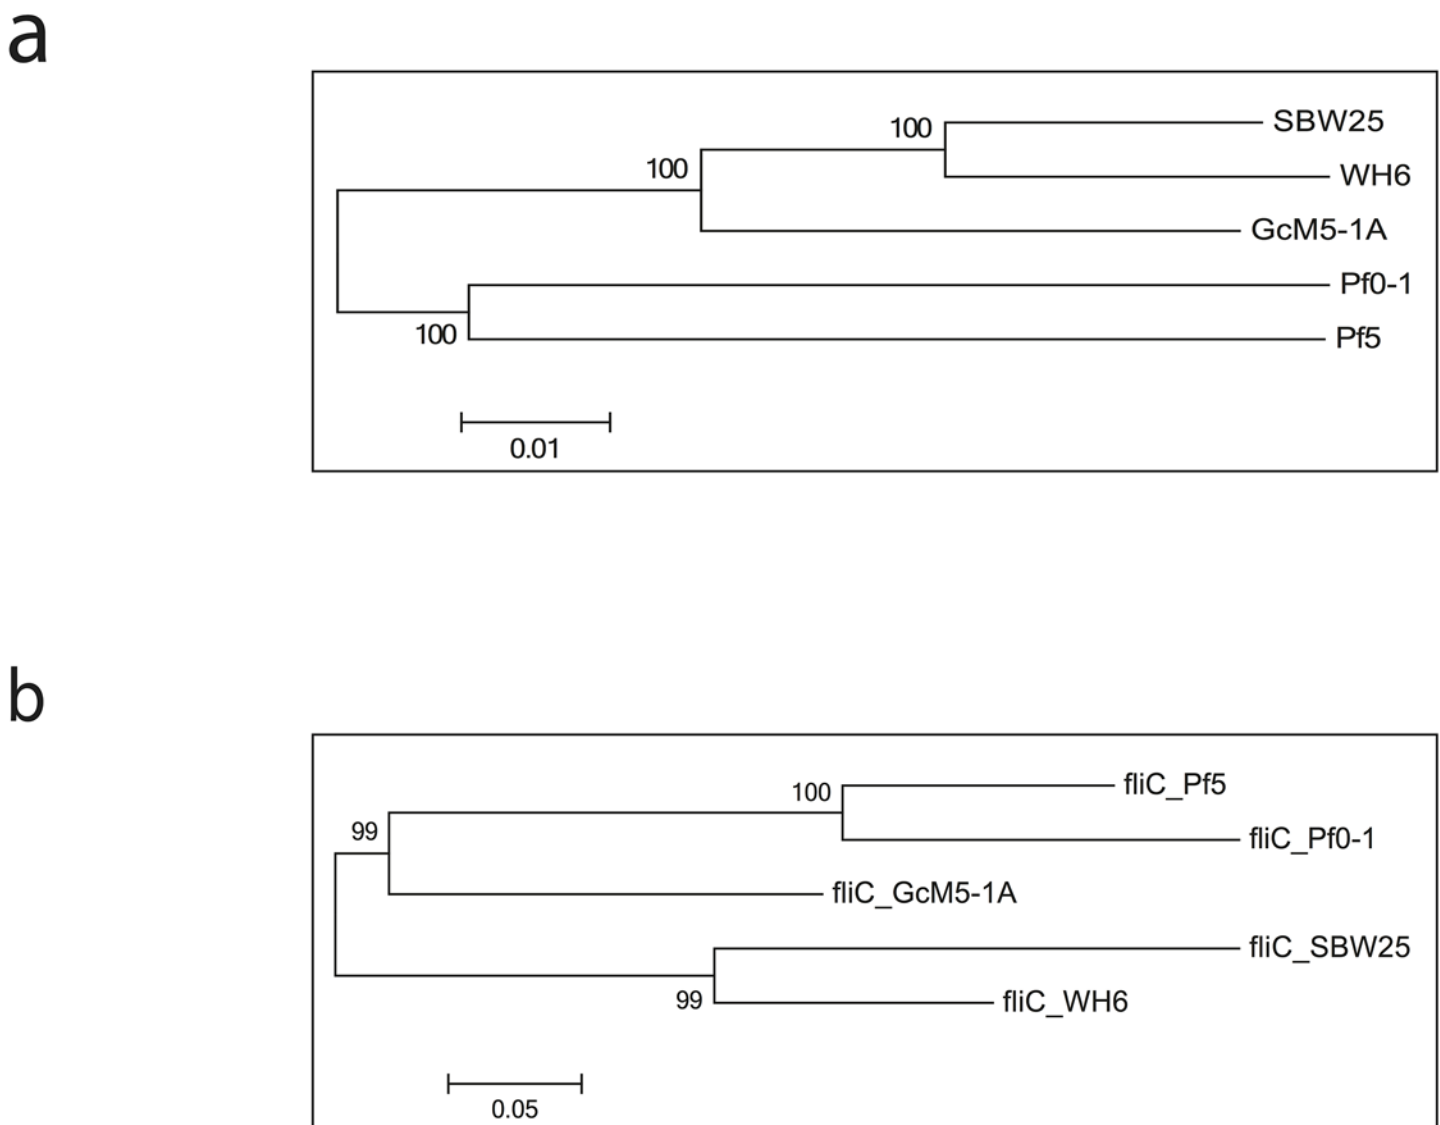 a
100
SBW25
100
WH6
GcM5-1A
Pf0-1
100
Pf5
0.01
b
100
fliC_Pf5
99
fliC_Pf0-1
fliC_GcM5-1A
fliC_SBW25
99
fliC_WH6
0.05